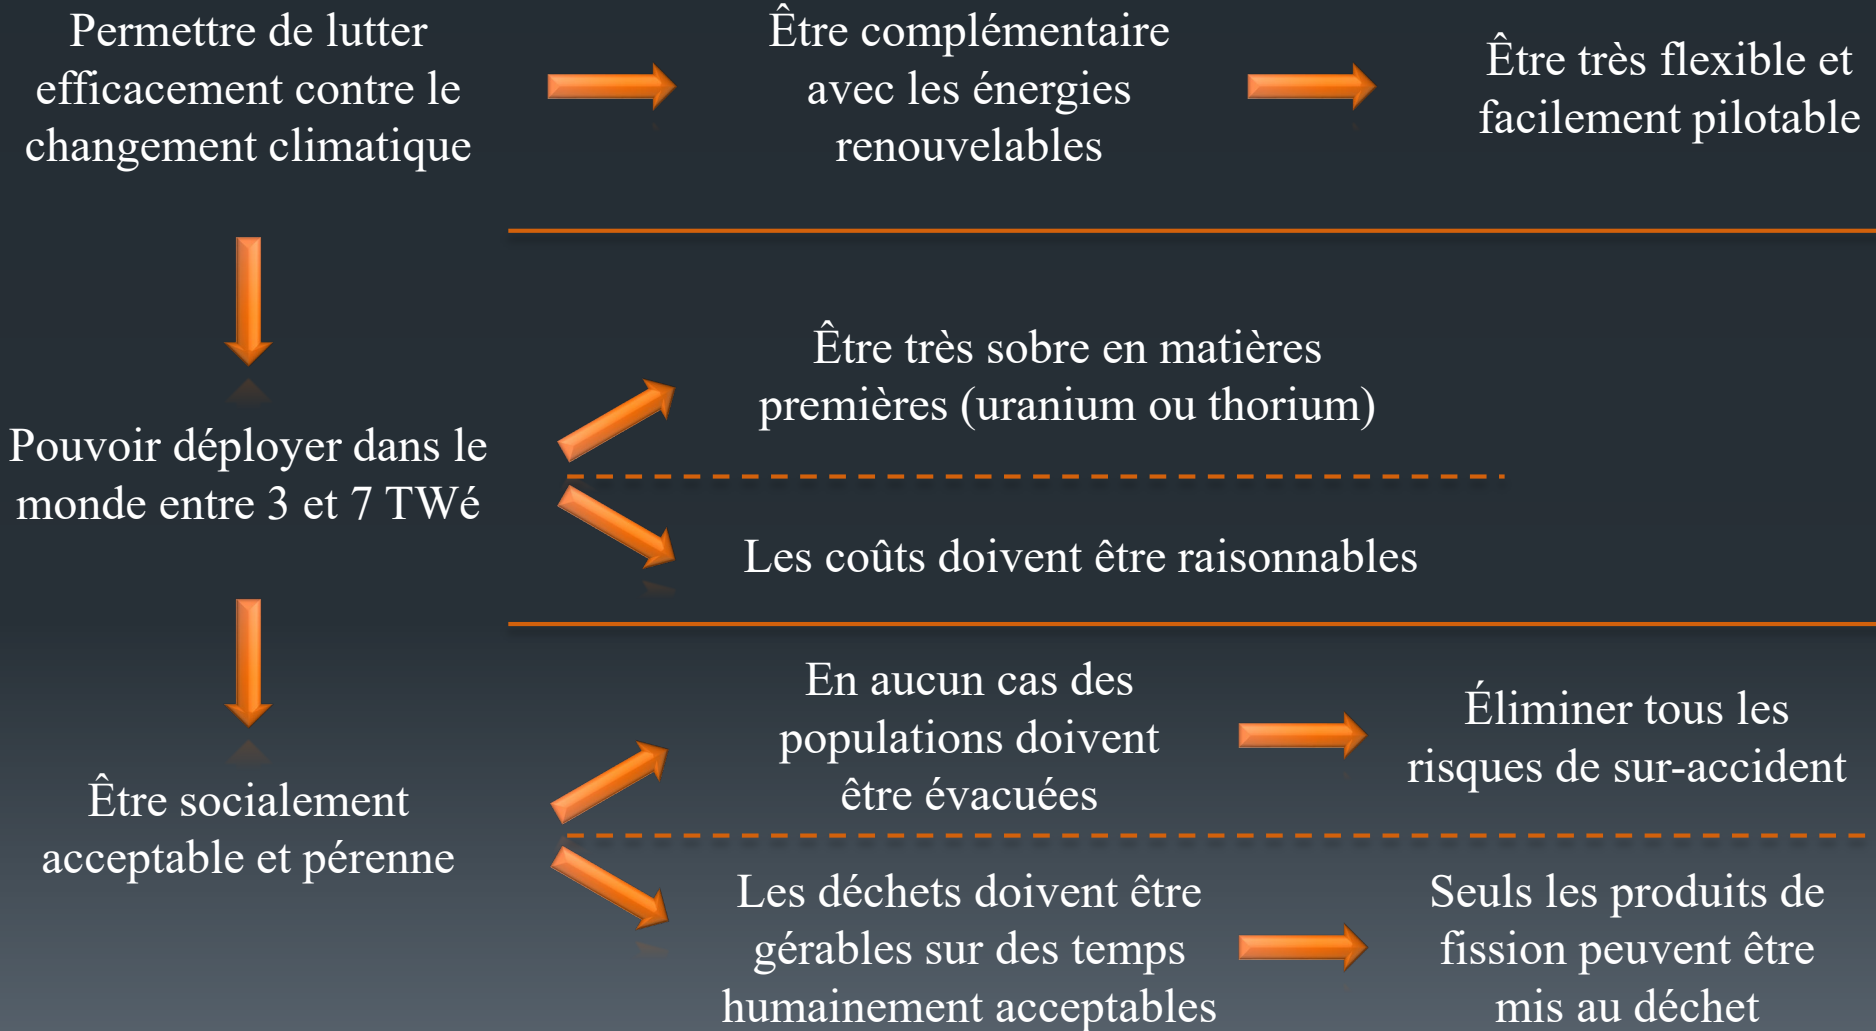 Permettre de lutter
efficacement contre le
changement climatique
Être complémentaire
avec les énergies
renouvelables
Être très flexible et
facilement pilotable
Pouvoir déployer dans le
monde entre 3 et 7 TWé
Être très sobre en matières
premières (uranium ou thorium)
Les coûts doivent être raisonnables
Être socialement
acceptable et pérenne
En aucun cas des
populations doivent
être évacuées
Éliminer tous les
risques de sur-accident
Les déchets doivent être
gérables sur des temps
humainement acceptables
Seuls les produits de
fission peuvent être
mis au déchet